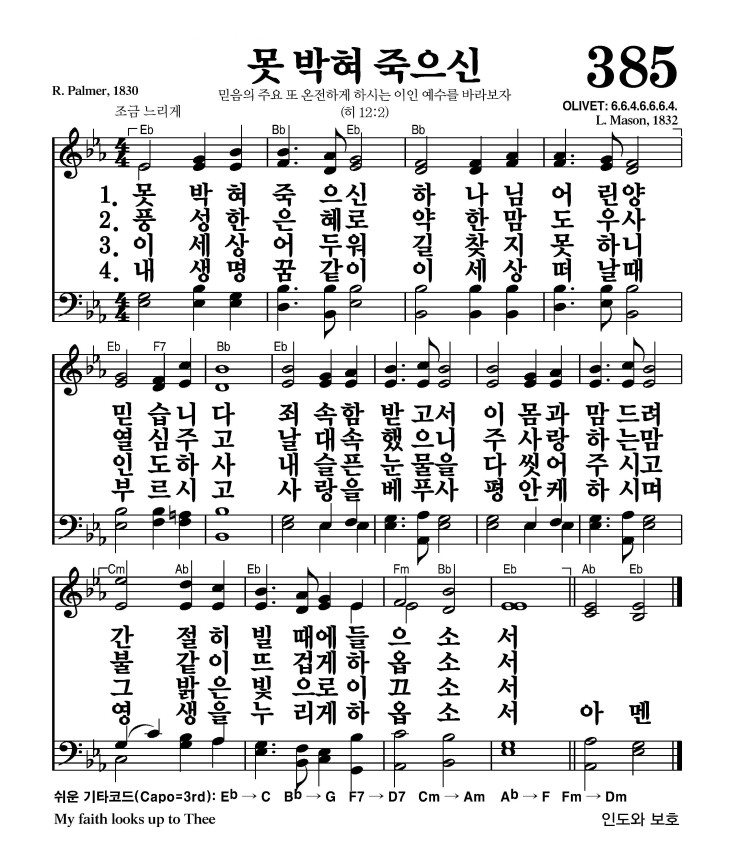 못 박혀 죽으신
385
R. Palmer, 1830
믿음의 주요 또 온전하게 하시는 이인 예수를 바라보자
조금 느리게
(히 12:2)
OLIVET: 6.6.4.6.6.6.4.
L. Mason, 1832
Eb Bb Eb Bb
1. 못 박혀 죽으신 하나님 어린양
2. 풍성한 은혜로 약한맘 도우사
3. 이 세상 어두워 길 찾지 못하니
4. 내 생명 꿈같이 이 세상 떠날때
Eb F7 Bb Eb
믿습니다 죄 속함 받고서 이 몸과 맘 드려
열심주고 날 대속했으니 주 사랑하는맘
인도하사 내 슬픈 눈물을 다 씻어 주시고
부르시고 사랑을 베푸사 평안케 하시며
Cm Ab Eb Fm Bb Eb Ab Eb
간절히 빌때에 들으소서
불같이 뜨겁게 하옵소서
그 밝은 빛으로 이끄소서
영생을 누리게 하옵소서 아멘
쉬운 기타코드(Capo=3rd): Eb → C Bb → G F7 → D7 Cm → Am Ab → F Fm → Dm
My faith looks up to Thee
인도와 보호